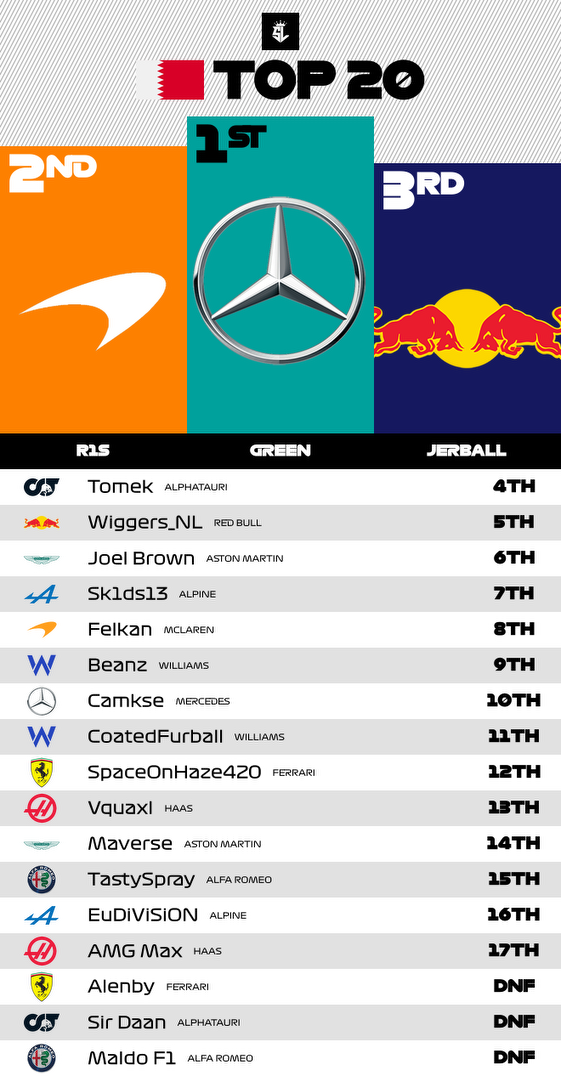 SL
TOP 20
1ST
2ND
3RD
R1S GREEN JERBALL
Tomek ALPHATAURI 4TH
Wiggers_NL RED BULL 5TH
Joel Brown ASTON MARTIN 6TH
Sk1ds13 ALPINE 7TH
Felkan MCLAREN 8TH
Beanz WILLIAMS 9TH
Camkse MERCEDES 10TH
CoatedFurball WILLIAMS 11TH
SpaceOnHaze420 FERRARI 12TH
Vquaxl HAAS 13TH
Maverse ASTON MARTIN 14TH
TastySpray ALFA ROMEO 15TH
EuDiViSiON ALPINE 16TH
AMG Max HAAS 17TH
Alenby FERRARI DNF
Sir Daan ALPHATAURI DNF
Maldo F1 ALFA ROMEO DNF